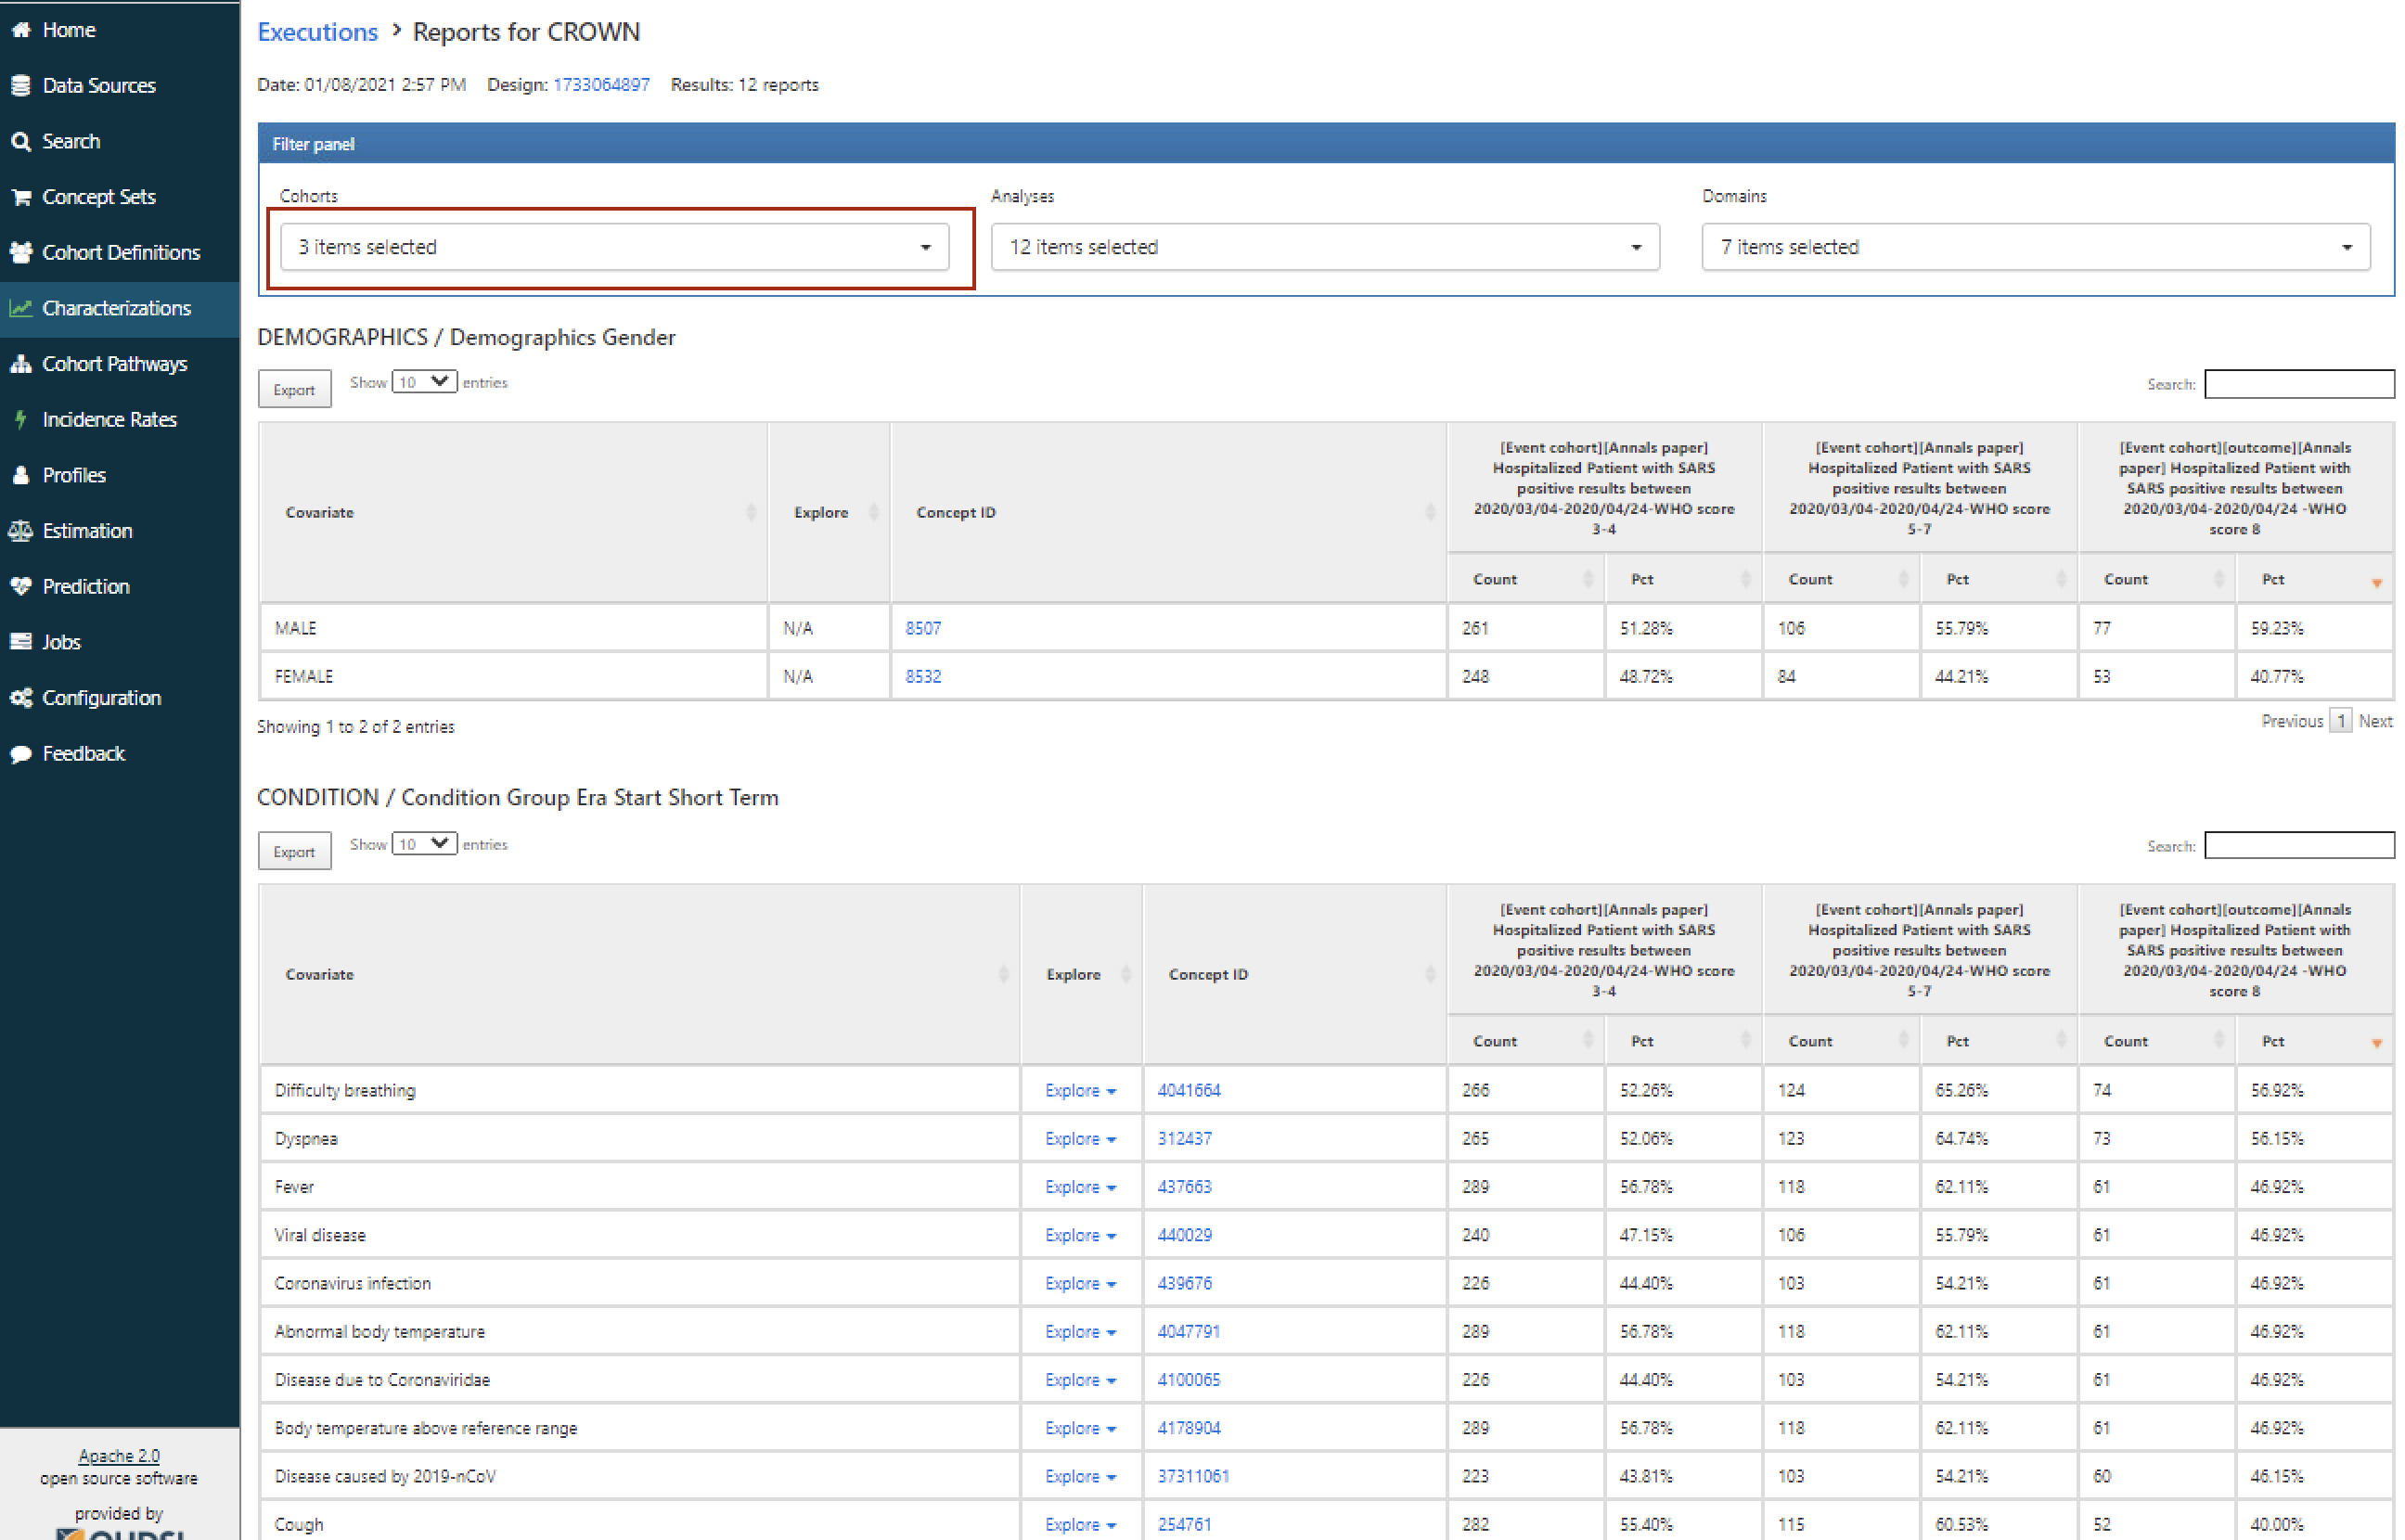 Home
Data Sources
Search
Concept Sets
Cohort Definitions
Characterizations
Cohort Pathways
Incidence Rates
Profiles
Estimation
Prediction
Jobs
Configuration
Feedback
Apache 2.0
open source software
provided by
Executions > Reports for CROWN
Date: 01/08/2021 2:57 PM Design: 1733064897 Results: 12 reports
Filter panel
Cohorts Analyses Domains
3 items selected 12 items selected 7 items selected
DEMOGRAPHICS / Demographics Gender
Export Show 10 entries Search:
Covariate Explore Concept ID
[Event cohort][Annals paper]
Hospitalized Patient with SARS
positive results between
2020/03/04-2020/04/24-WHO score
3-4
[Event cohort][Annals paper]
Hospitalized Patient with SARS
positive results between
2020/03/04-2020/04/24-WHO score
5-7
[Event cohort][outcome][Annals
paper] Hospitalized Patient with
SARS positive results between
2020/03/04-2020/04/24 -WHO
score 8
Count Pct Count Pct Count Pct
MALE N/A 8507 261 51.28% 106 55.79% 77 59.23%
FEMALE N/A 8532 248 48.72% 84 44.21% 53 40.77%
Showing 1 to 2 of 2 entries Previous 1 Next
CONDITION / Condition Group Era Start Short Term
Export Show 10 entries Search:
Covariate Explore Concept ID
[Event cohort][Annals paper]
Hospitalized Patient with SARS
positive results between
2020/03/04-2020/04/24-WHO score
3-4
[Event cohort][Annals paper]
Hospitalized Patient with SARS
positive results between
2020/03/04-2020/04/24-WHO score
5-7
[Event cohort][outcome][Annals
paper] Hospitalized Patient with
SARS positive results between
2020/03/04-2020/04/24 -WHO
score 8
Count Pct Count Pct Count Pct
Difficulty breathing Explore 4041664 266 52.26% 124 65.26% 74 56.92%
Dyspnea Explore 312437 265 52.06% 123 64.74% 73 56.15%
Fever Explore 437663 289 56.78% 118 62.11% 61 46.92%
Viral disease Explore 440029 240 47.15% 106 55.79% 61 46.92%
Coronavirus infection Explore 439676 226 44.40% 103 54.21% 61 46.92%
Abnormal body temperature Explore 4047791 289 56.78% 118 62.11% 61 46.92%
Disease due to Coronaviridae Explore 4100065 226 44.40% 103 54.21% 61 46.92%
Body temperature above reference range Explore 4178904 289 56.78% 118 62.11% 61 46.92%
Disease caused by 2019-nCoV Explore 37311061 223 43.81% 103 54.21% 60 46.15%
Cough Explore 254761 282 55.40% 115 60.53% 52 40.00%